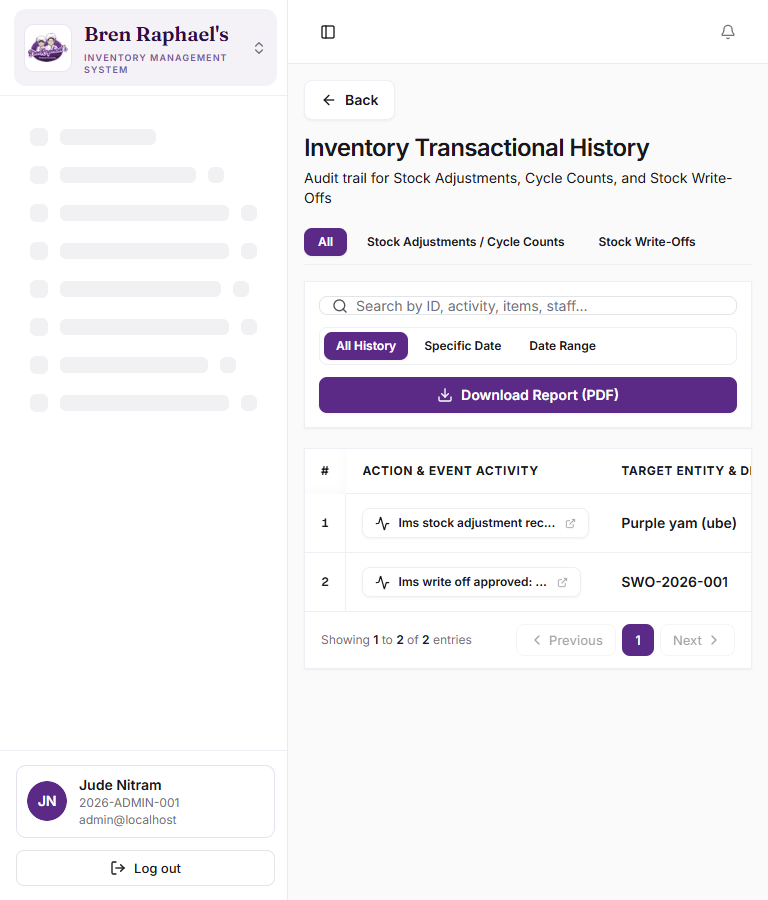 Bren Raphael's
INVENTORY MANAGEMENT
SYSTEM
Back
Inventory Transactional History
Audit trail for Stock Adjustments, Cycle Counts, and Stock Write-
Offs
All
Stock Adjustments / Cycle Counts
Stock Write-Offs
Search by ID, activity, items, staff...
All History
Specific Date
Date Range
Download Report (PDF)
# ACTION & EVENT ACTIVITY TARGET ENTITY & D
1 Ims stock adjustment rec... Purple yam (ube)
2 Ims write off approved: ... SWO-2026-001
Showing 1 to 2 of 2 entries
Previous 1 Next
JN
Jude Nitram
2026-ADMIN-001
admin@localhost
Log out